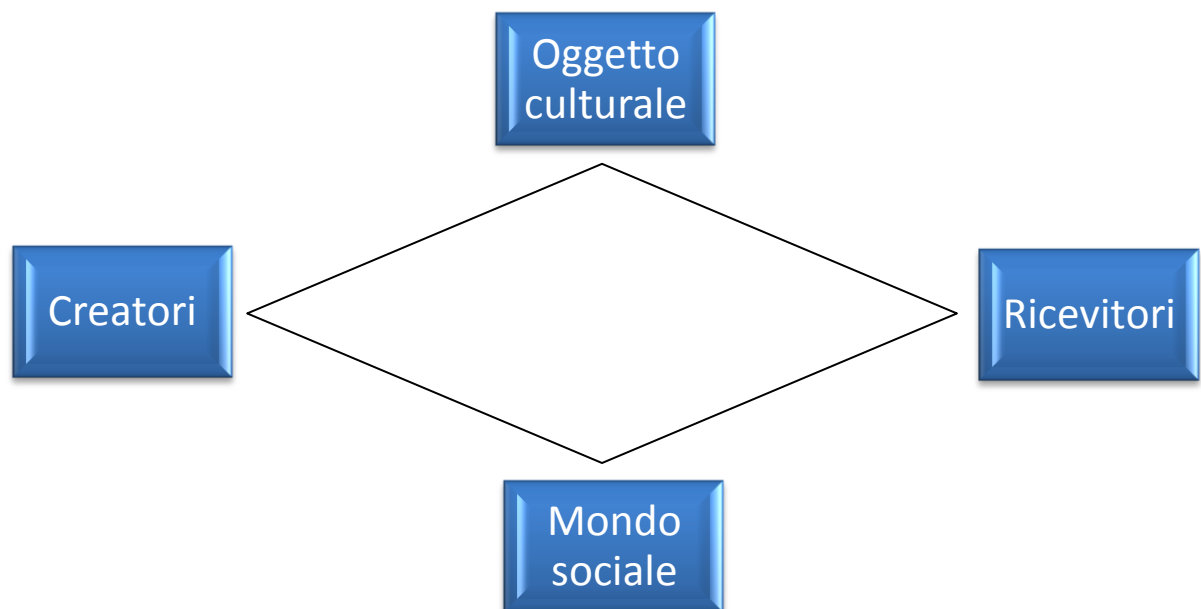 Oggetto
culturale
Creatori
Ricevitori
Mondo
sociale